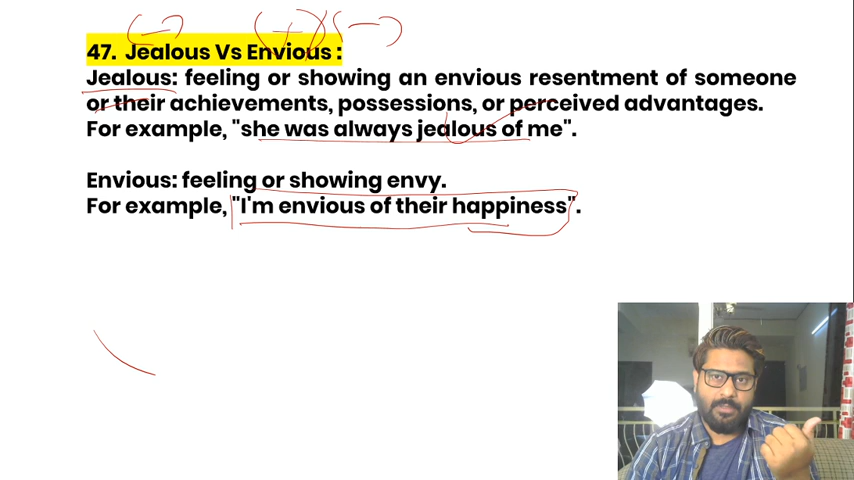 (-) (+) (-)
47. Jealous Vs Envious :
Jealous: feeling or showing an envious resentment of someone
or their achievements, possessions, or perceived advantages.
For example, "she was always jealous of me".
Envious: feeling or showing envy.
For example, "I'm envious of their happiness".